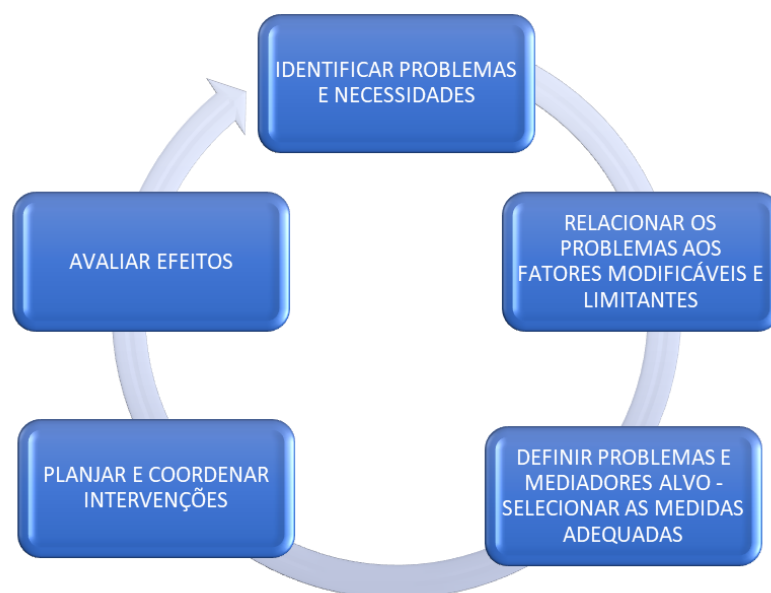 IDENTIFICAR PROBLEMAS
E NECESSIDADES
RELACIONAR OS
PROBLEMAS AOS
FATORES MODIFICÁVEIS E
LIMITANTES
DEFINIR PROBLEMAS E
MEDIADORES ALVO -
SELECIONAR AS MEDIDAS
ADEQUADAS
PLANJAR E COORDENAR
INTERVENÇÕES
AVALIAR EFEITOS